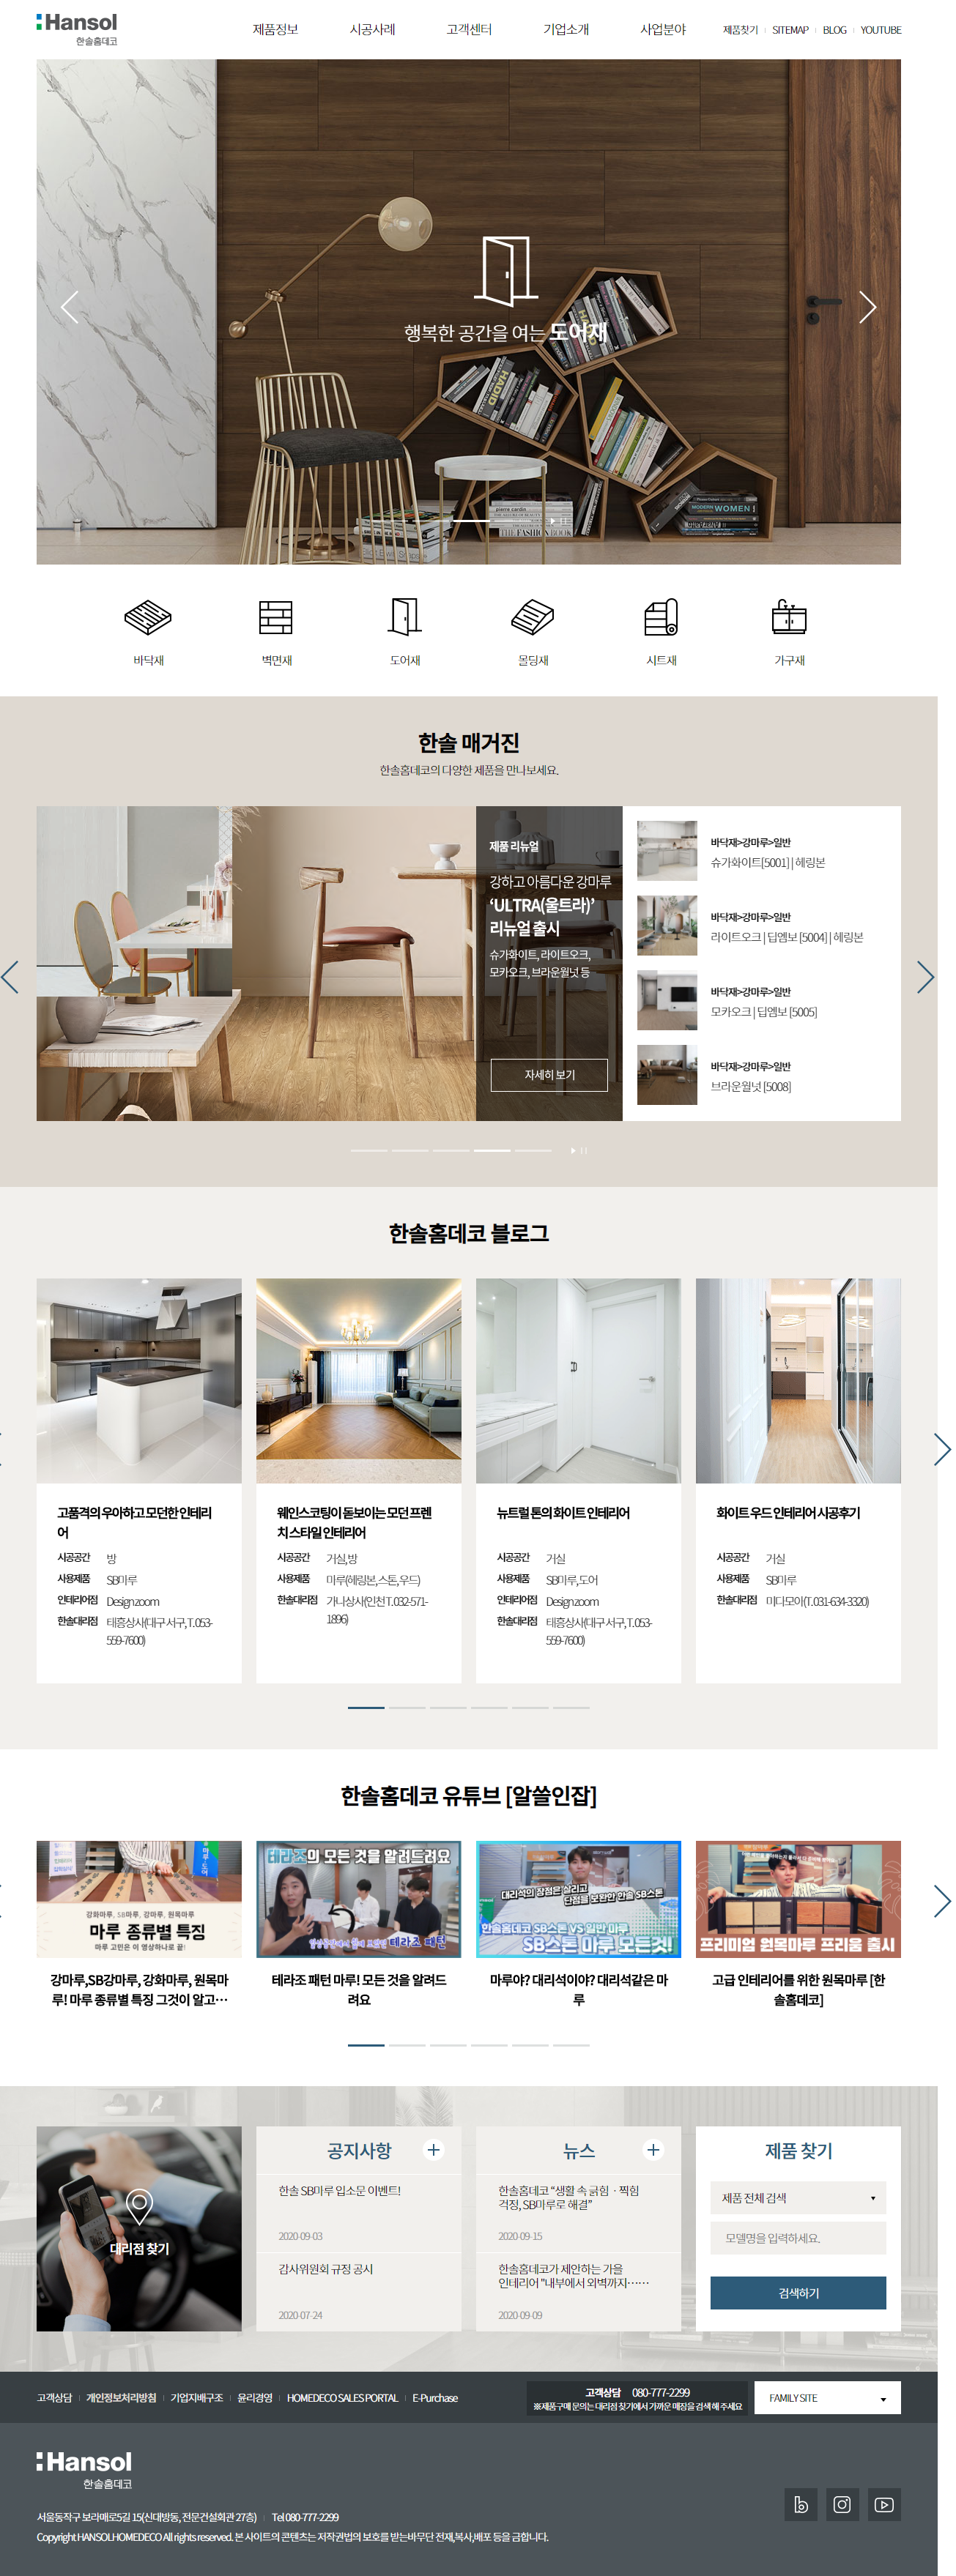 Hansol
한솔홈데코
제품정보 시공사례 고객센터 기업소개 사업분야
제품찾기 SITEMAP BLOG YOUTUBE
행복한 공간을 여는 도어재
HADID
pierre cardin
THE FASHION BOOK
MODERN WOMEN
바닥재 벽면재 도어재 몰딩재 시트재 가구재
한솔 매거진
한솔홈데코의 다양한 제품을 만나보세요.
제품 리뉴얼
강하고 아름다운 강마루
‘ULTRA(울트라)’
리뉴얼 출시
슈가화이트, 라이트오크,
모카오크, 브라운월넛 등
자세히 보기
바닥재>강마루>일반
슈가화이트[5001] | 헤링본
바닥재>강마루>일반
라이트오크 | 딥엠보 [5004] | 헤링본
바닥재>강마루>일반
모카오크 | 딥엠보 [5005]
바닥재>강마루>일반
브라운월넛 [5008]
한솔홈데코 블로그
고품격의 우아하고 모던한 인테리
어
시공공간 방
사용제품 SB마루
인테리어점 Designzoom
한솔대리점 태흥상사(대구 서구, T. 053-
559-7600)
웨인스코팅이 돋보이는 모던 프렌
치 스타일 인테리어
시공공간 거실, 방
사용제품 마루(헤링본, 스톤, 우드)
한솔대리점 가나상사(인천 T. 032-571-
1896)
뉴트럴 톤의 화이트 인테리어
시공공간 거실
사용제품 SB마루, 도어
인테리어점 Designzoom
한솔대리점 태흥상사(대구 서구, T. 053-
559-7600)
화이트 우드 인테리어 시공후기
시공공간 거실
사용제품 SB마루
한솔대리점 미다모아(T. 031-634-3320)
한솔홈데코 유튜브 [알쓸인잡]
강화마루, SB마루, 강마루, 원목마루
마루 종류별 특징
마루 고민은 이 영상하나로 끝!
테라조의 모든 것을 알려드려요
테라조 패턴
대리석의 장점은 살리고
단점을 보완한 한솔 SB스톤
한솔홈데코 SB스톤 VS 일반 마루
SB스톤 마루 모든것!
프리미엄 원목마루 프리움 출시
강마루,SB강마루, 강화마루, 원목마
루! 마루 종류별 특징 그것이 알고…
테라조 패턴 마루! 모든 것을 알려드
려요
마루야? 대리석이야? 대리석같은 마
루
고급 인테리어를 위한 원목마루 [한
솔홈데코]
대리점 찾기
공지사항
한솔 SB마루 입소문 이벤트!
2020-09-03
감사위원회 규정 공시
2020-07-24
뉴스
한솔홈데코 “생활 속 긁힘ㆍ찍힘
걱정, SB마루로 해결”
2020-09-15
한솔홈데코가 제안하는 가을
인테리어 "내부에서 외벽까지……
2020-09-09
제품 찾기
제품 전체 검색
모델명을 입력하세요.
검색하기
고객상담 개인정보처리방침 기업지배구조 윤리경영 HOMEDECO SALES PORTAL E-Purchase
고객상담 080-777-2299
※제품구매 문의는 대리점 찾기에서 가까운 매장을 검색 해 주세요
FAMILY SITE
Hansol
한솔홈데코
서울동작구 보라매로5길 15(신대방동, 전문건설회관 27층) Tel 080-777-2299
Copyright HANSOLHOMEDECO All rights reserved. 본 사이트의 콘텐츠는 저작권법의 보호를 받는바 무단 전재,복사,배포 등을 금합니다.